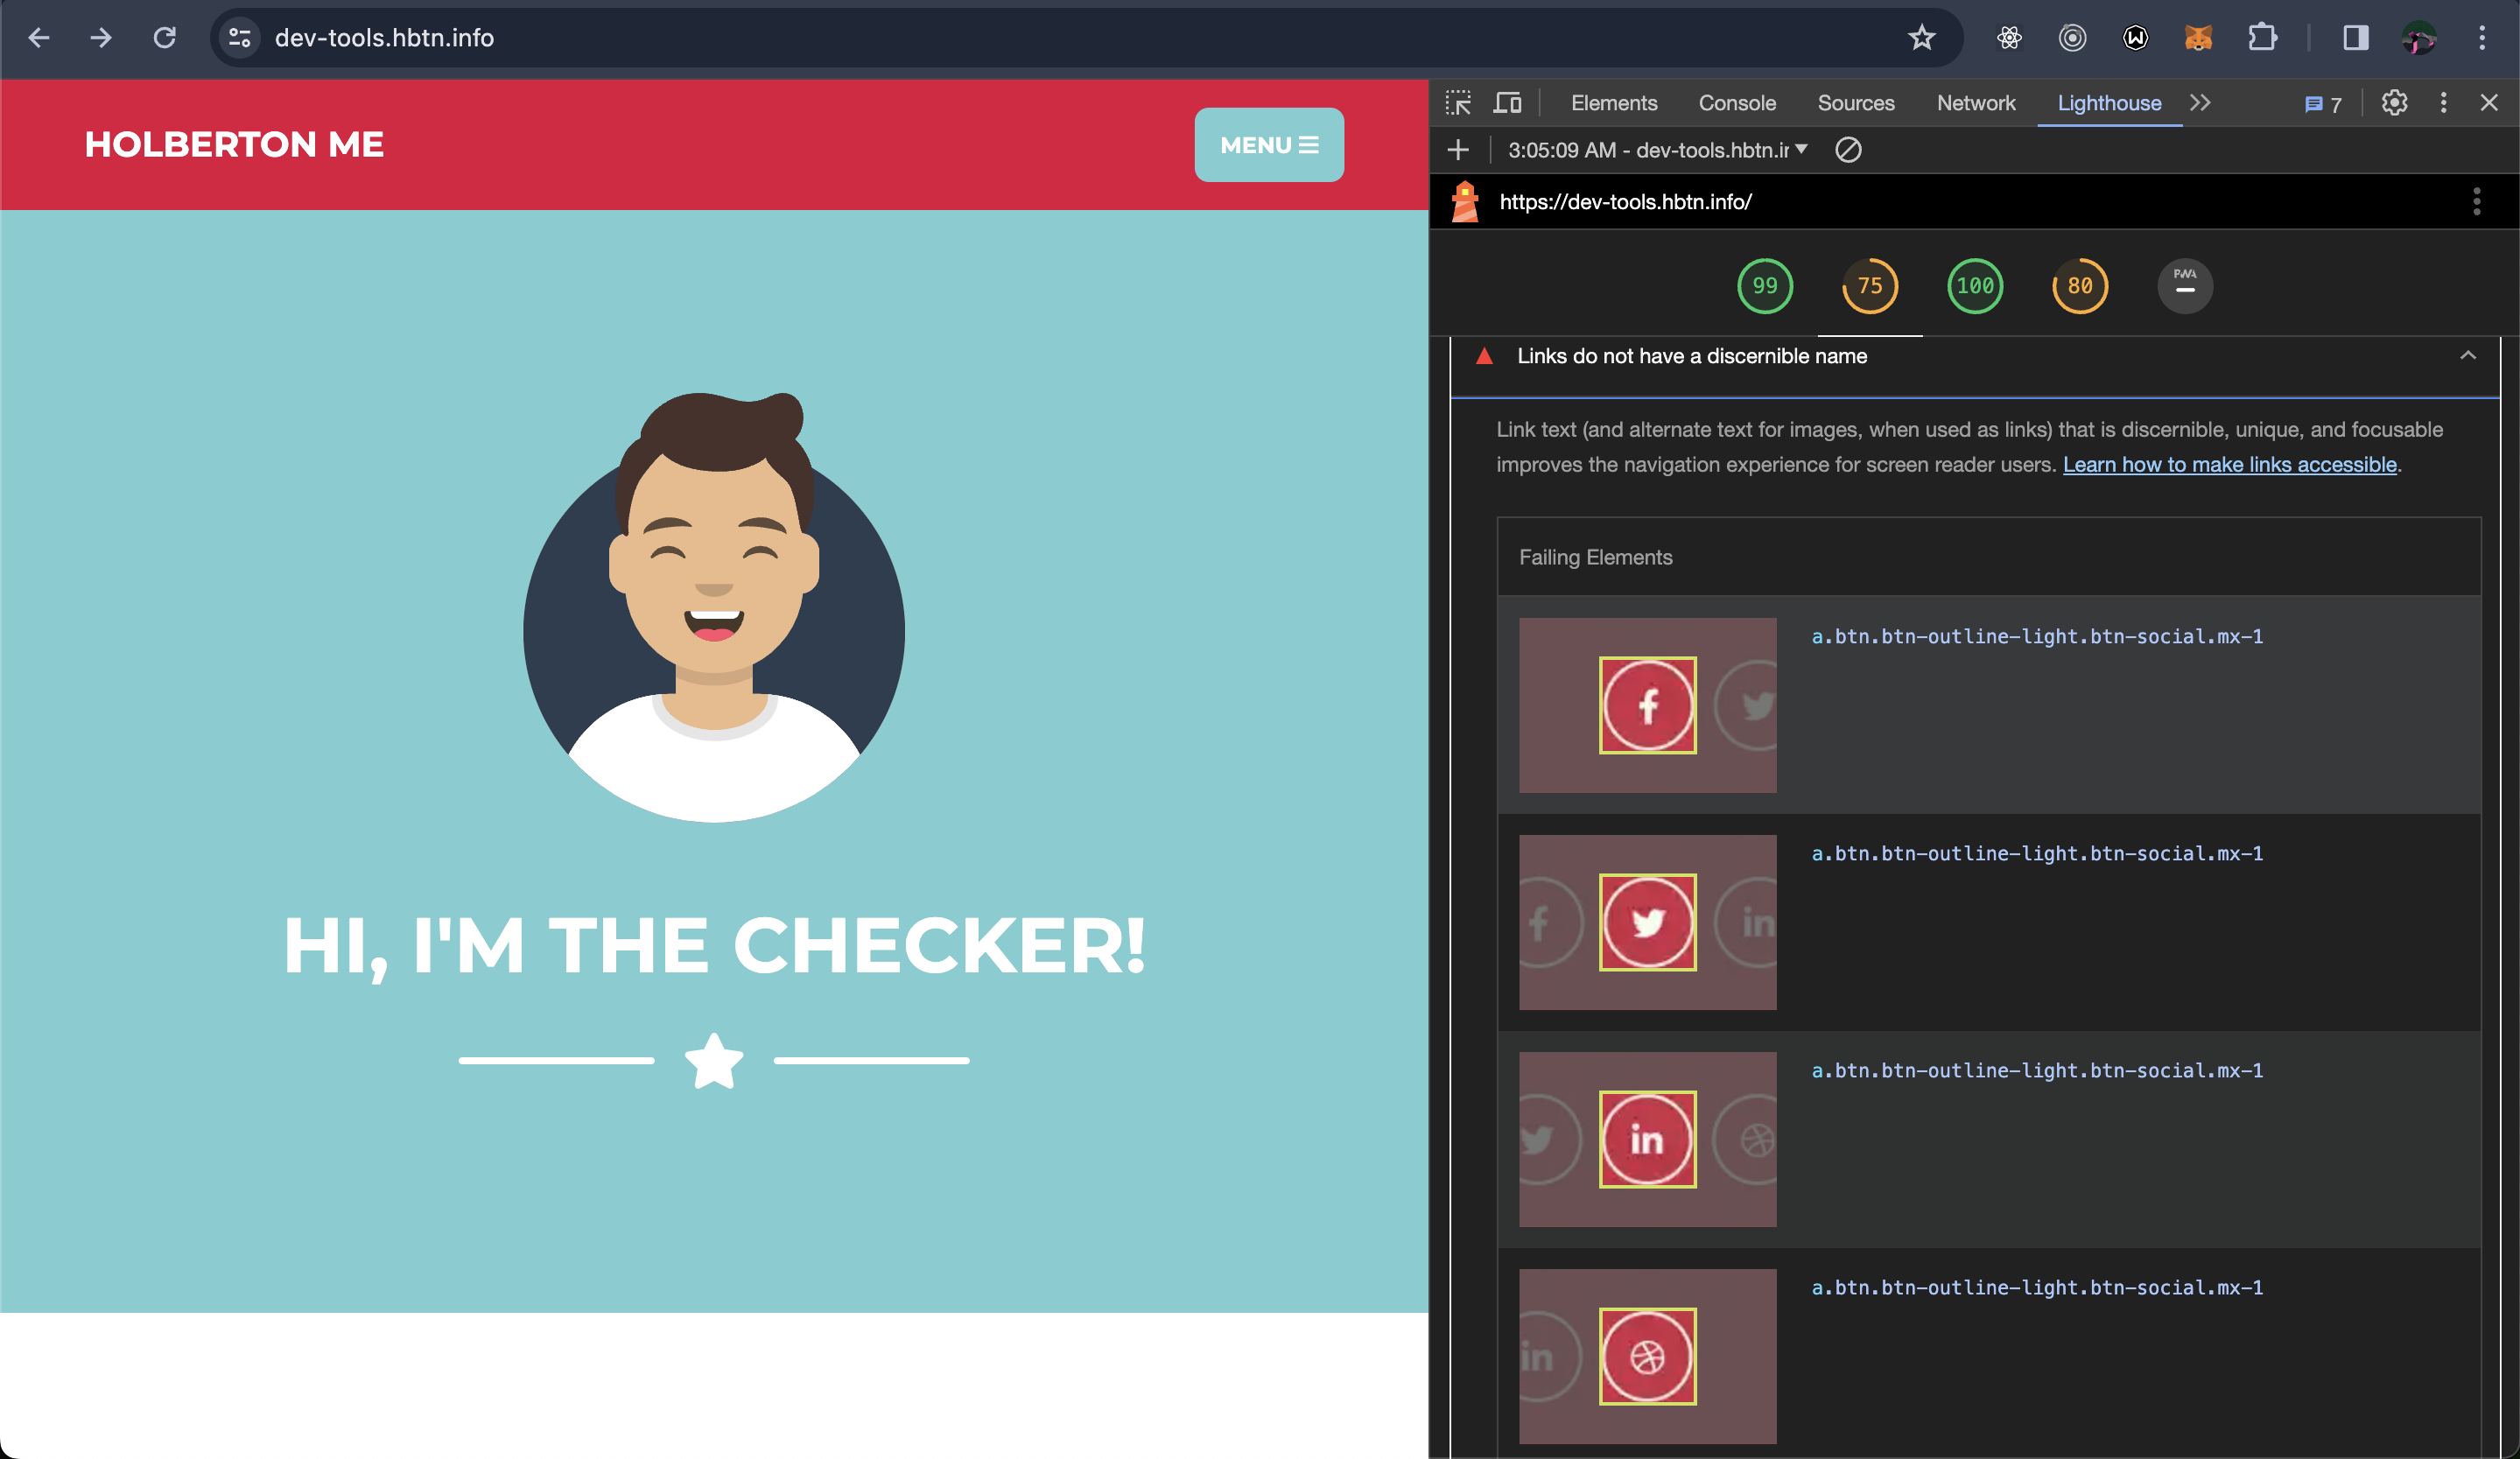 dev-tools.hbtn.info
HOLBERTON ME
MENU
HI, I'M THE CHECKER!
Elements Console Sources Network Lighthouse 7
3:05:09 AM - dev-tools.hbtn.ir
https://dev-tools.hbtn.info/
99 75 100 80 PWA
Links do not have a discernible name
Link text (and alternate text for images, when used as links) that is discernible, unique, and focusable
improves the navigation experience for screen reader users. Learn how to make links accessible.
Failing Elements
a.btn.btn-outline-light.btn-social.mx-1
f
a.btn.btn-outline-light.btn-social.mx-1
f in
a.btn.btn-outline-light.btn-social.mx-1
in
a.btn.btn-outline-light.btn-social.mx-1
in